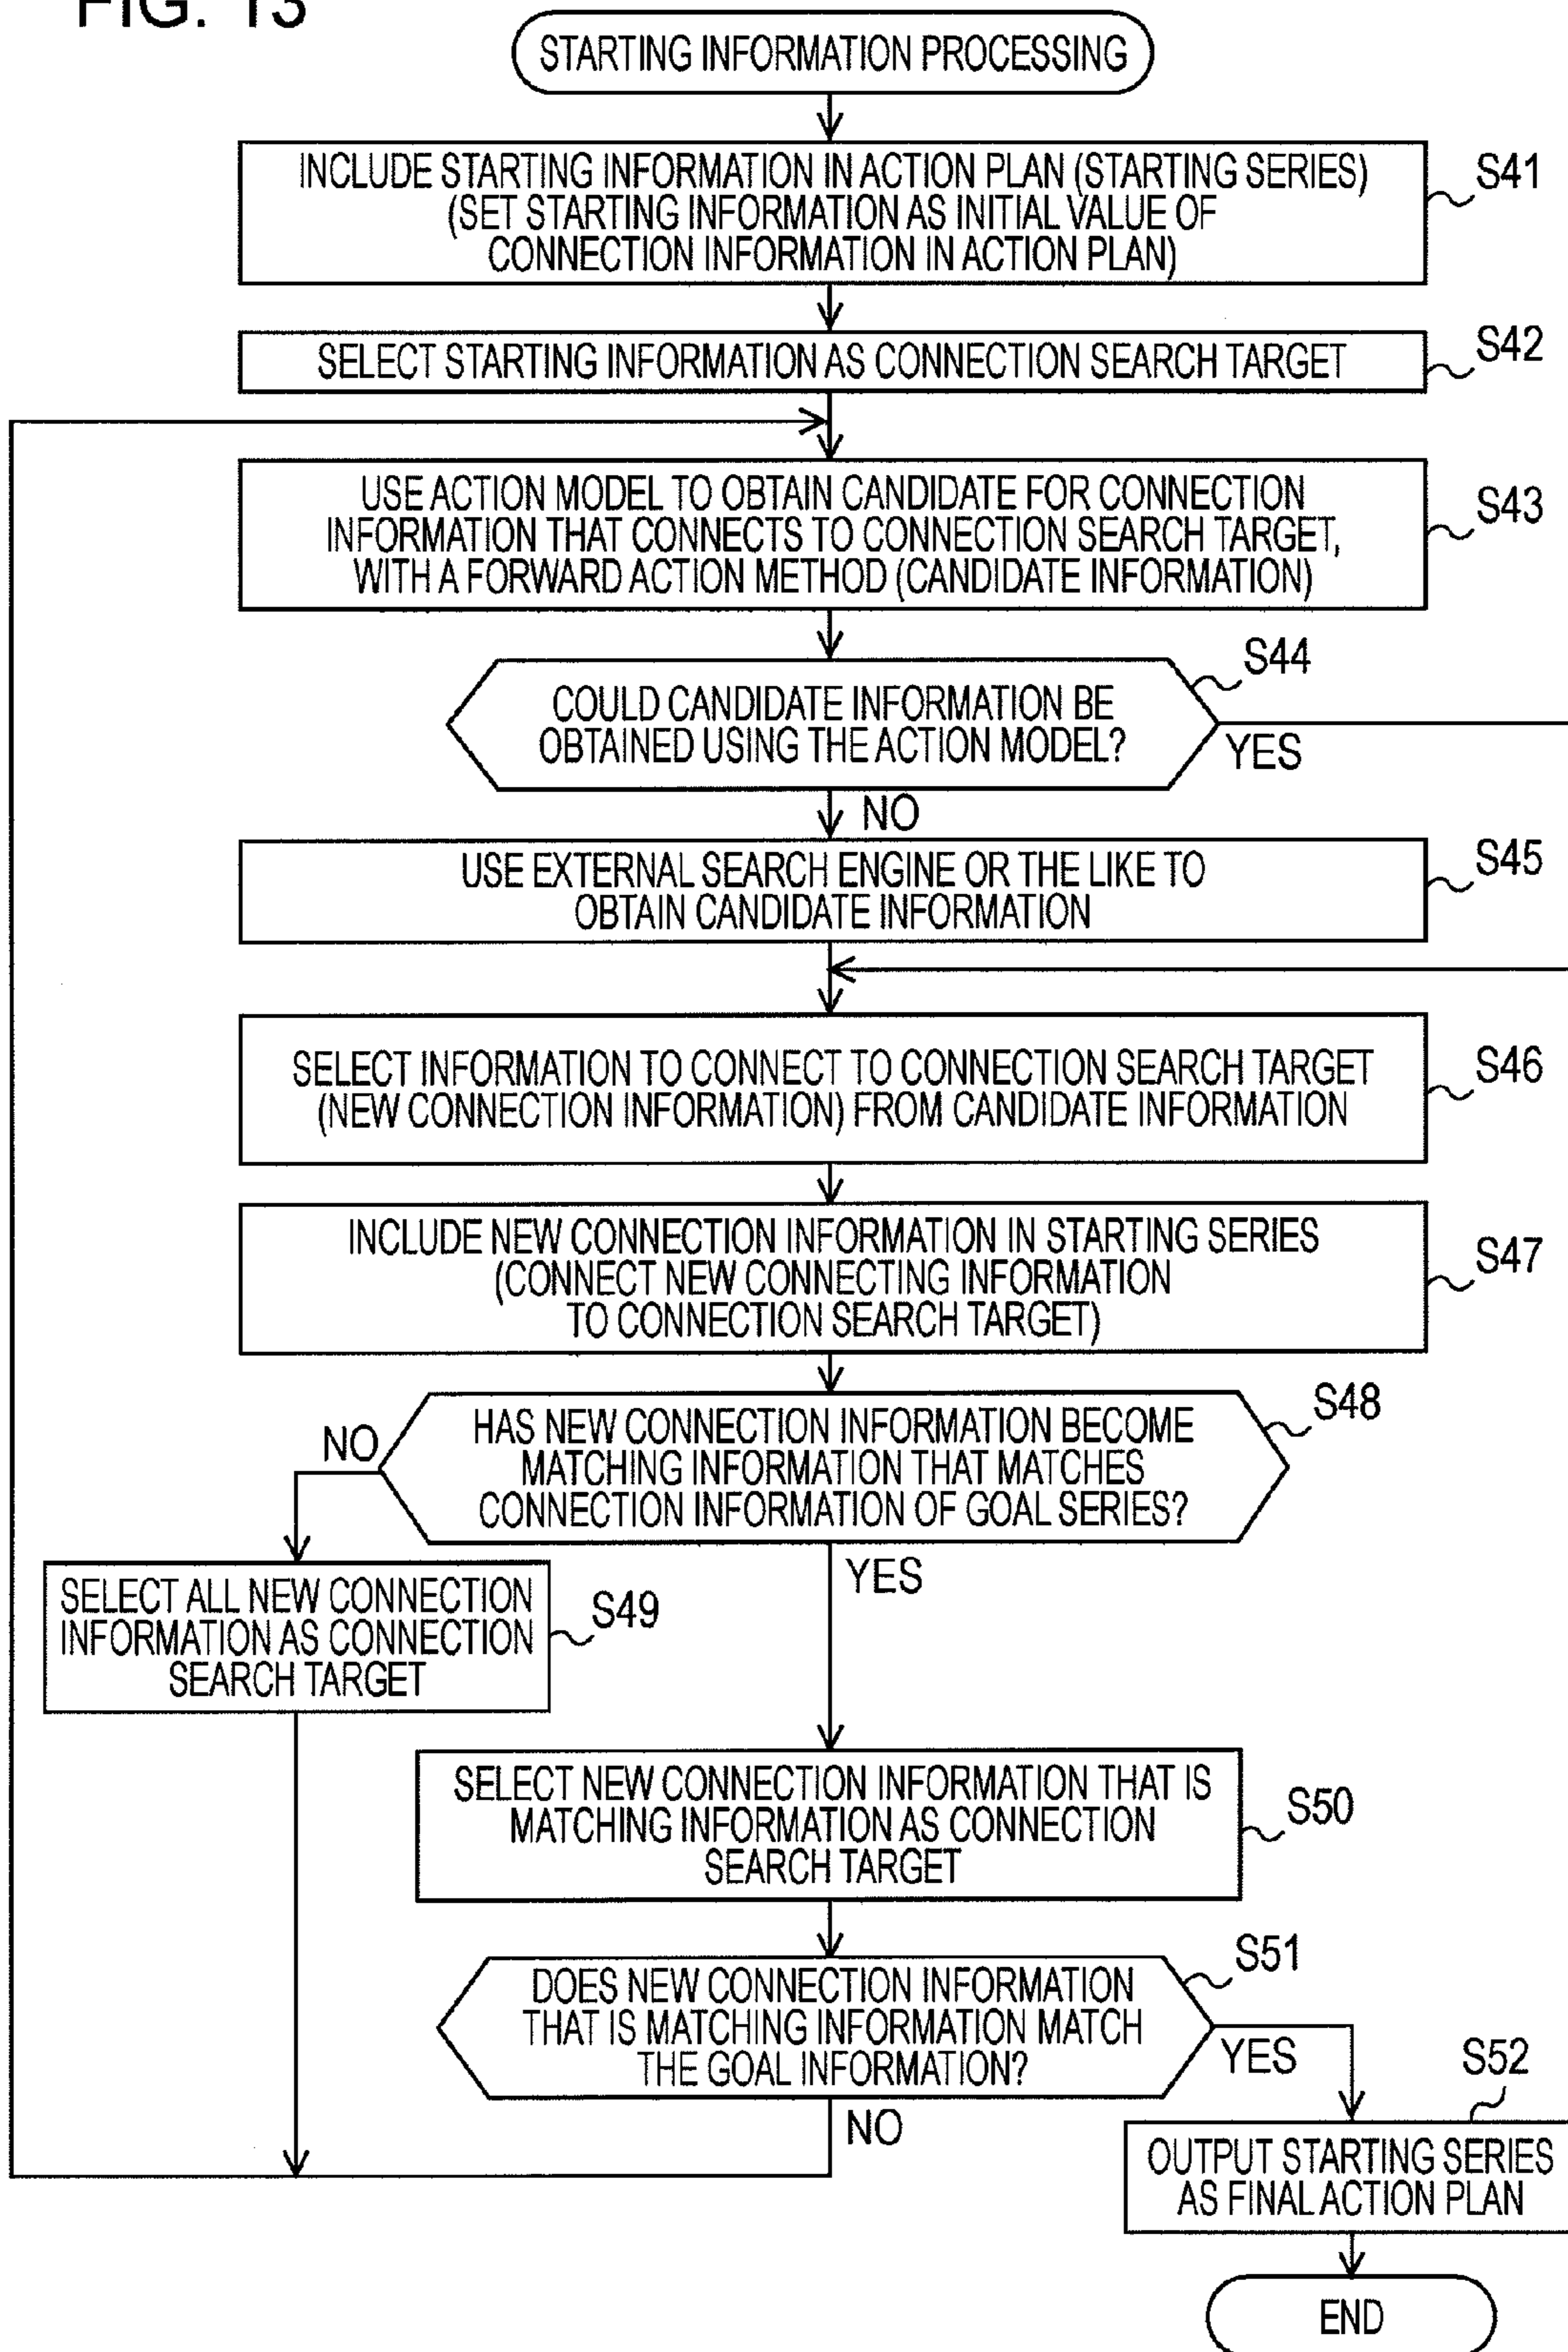 FIG. 13
STARTING INFORMATION PROCESSING
INCLUDE STARTING INFORMATION IN ACTION PLAN (STARTING SERIES)
(SET STARTING INFORMATION AS INITIAL VALUE OF
CONNECTION INFORMATION IN ACTION PLAN)
S41
SELECT STARTING INFORMATION AS CONNECTION SEARCH TARGET
S42
USE ACTION MODEL TO OBTAIN CANDIDATE FOR CONNECTION
INFORMATION THAT CONNECTS TO CONNECTION SEARCH TARGET,
WITH A FORWARD ACTION METHOD (CANDIDATE INFORMATION)
S43
S44
COULD CANDIDATE INFORMATION BE
OBTAINED USING THE ACTION MODEL?
YES
NO
USE EXTERNAL SEARCH ENGINE OR THE LIKE TO
OBTAIN CANDIDATE INFORMATION
S45
SELECT INFORMATION TO CONNECT TO CONNECTION SEARCH TARGET
(NEW CONNECTION INFORMATION) FROM CANDIDATE INFORMATION
S46
INCLUDE NEW CONNECTION INFORMATION IN STARTING SERIES
(CONNECT NEW CONNECTING INFORMATION
TO CONNECTION SEARCH TARGET)
S47
S48
HAS NEW CONNECTION INFORMATION BECOME
MATCHING INFORMATION THAT MATCHES
CONNECTION INFORMATION OF GOAL SERIES?
NO
YES
SELECT ALL NEW CONNECTION
INFORMATION AS CONNECTION
SEARCH TARGET
S49
SELECT NEW CONNECTION INFORMATION THAT IS
MATCHING INFORMATION AS CONNECTION
SEARCH TARGET
S50
S51
DOES NEW CONNECTION INFORMATION
THAT IS MATCHING INFORMATION MATCH
THE GOAL INFORMATION?
YES
NO
S52
OUTPUT STARTING SERIES
AS FINAL ACTION PLAN
END